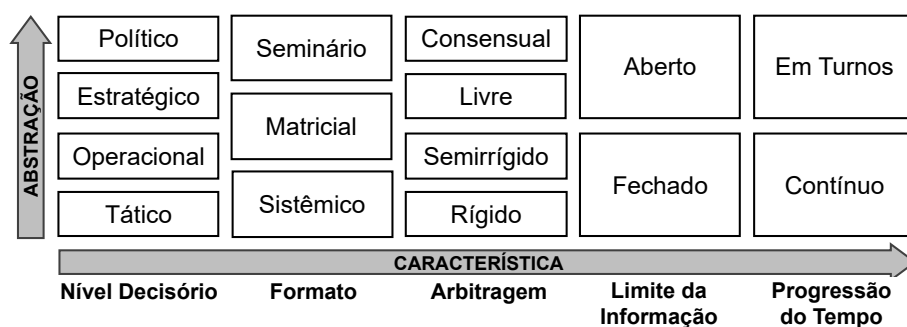 ABSTRAÇÃO
Político
Estratégico
Operacional
Tático
Seminário
Matricial
Sistêmico
Consensual
Livre
Semirrígido
Rígido
Aberto
Fechado
Em Turnos
Contínuo
CARACTERÍSTICA
Nível Decisório
Formato
Arbitragem
Limite da
Informação
Progressão
do Tempo